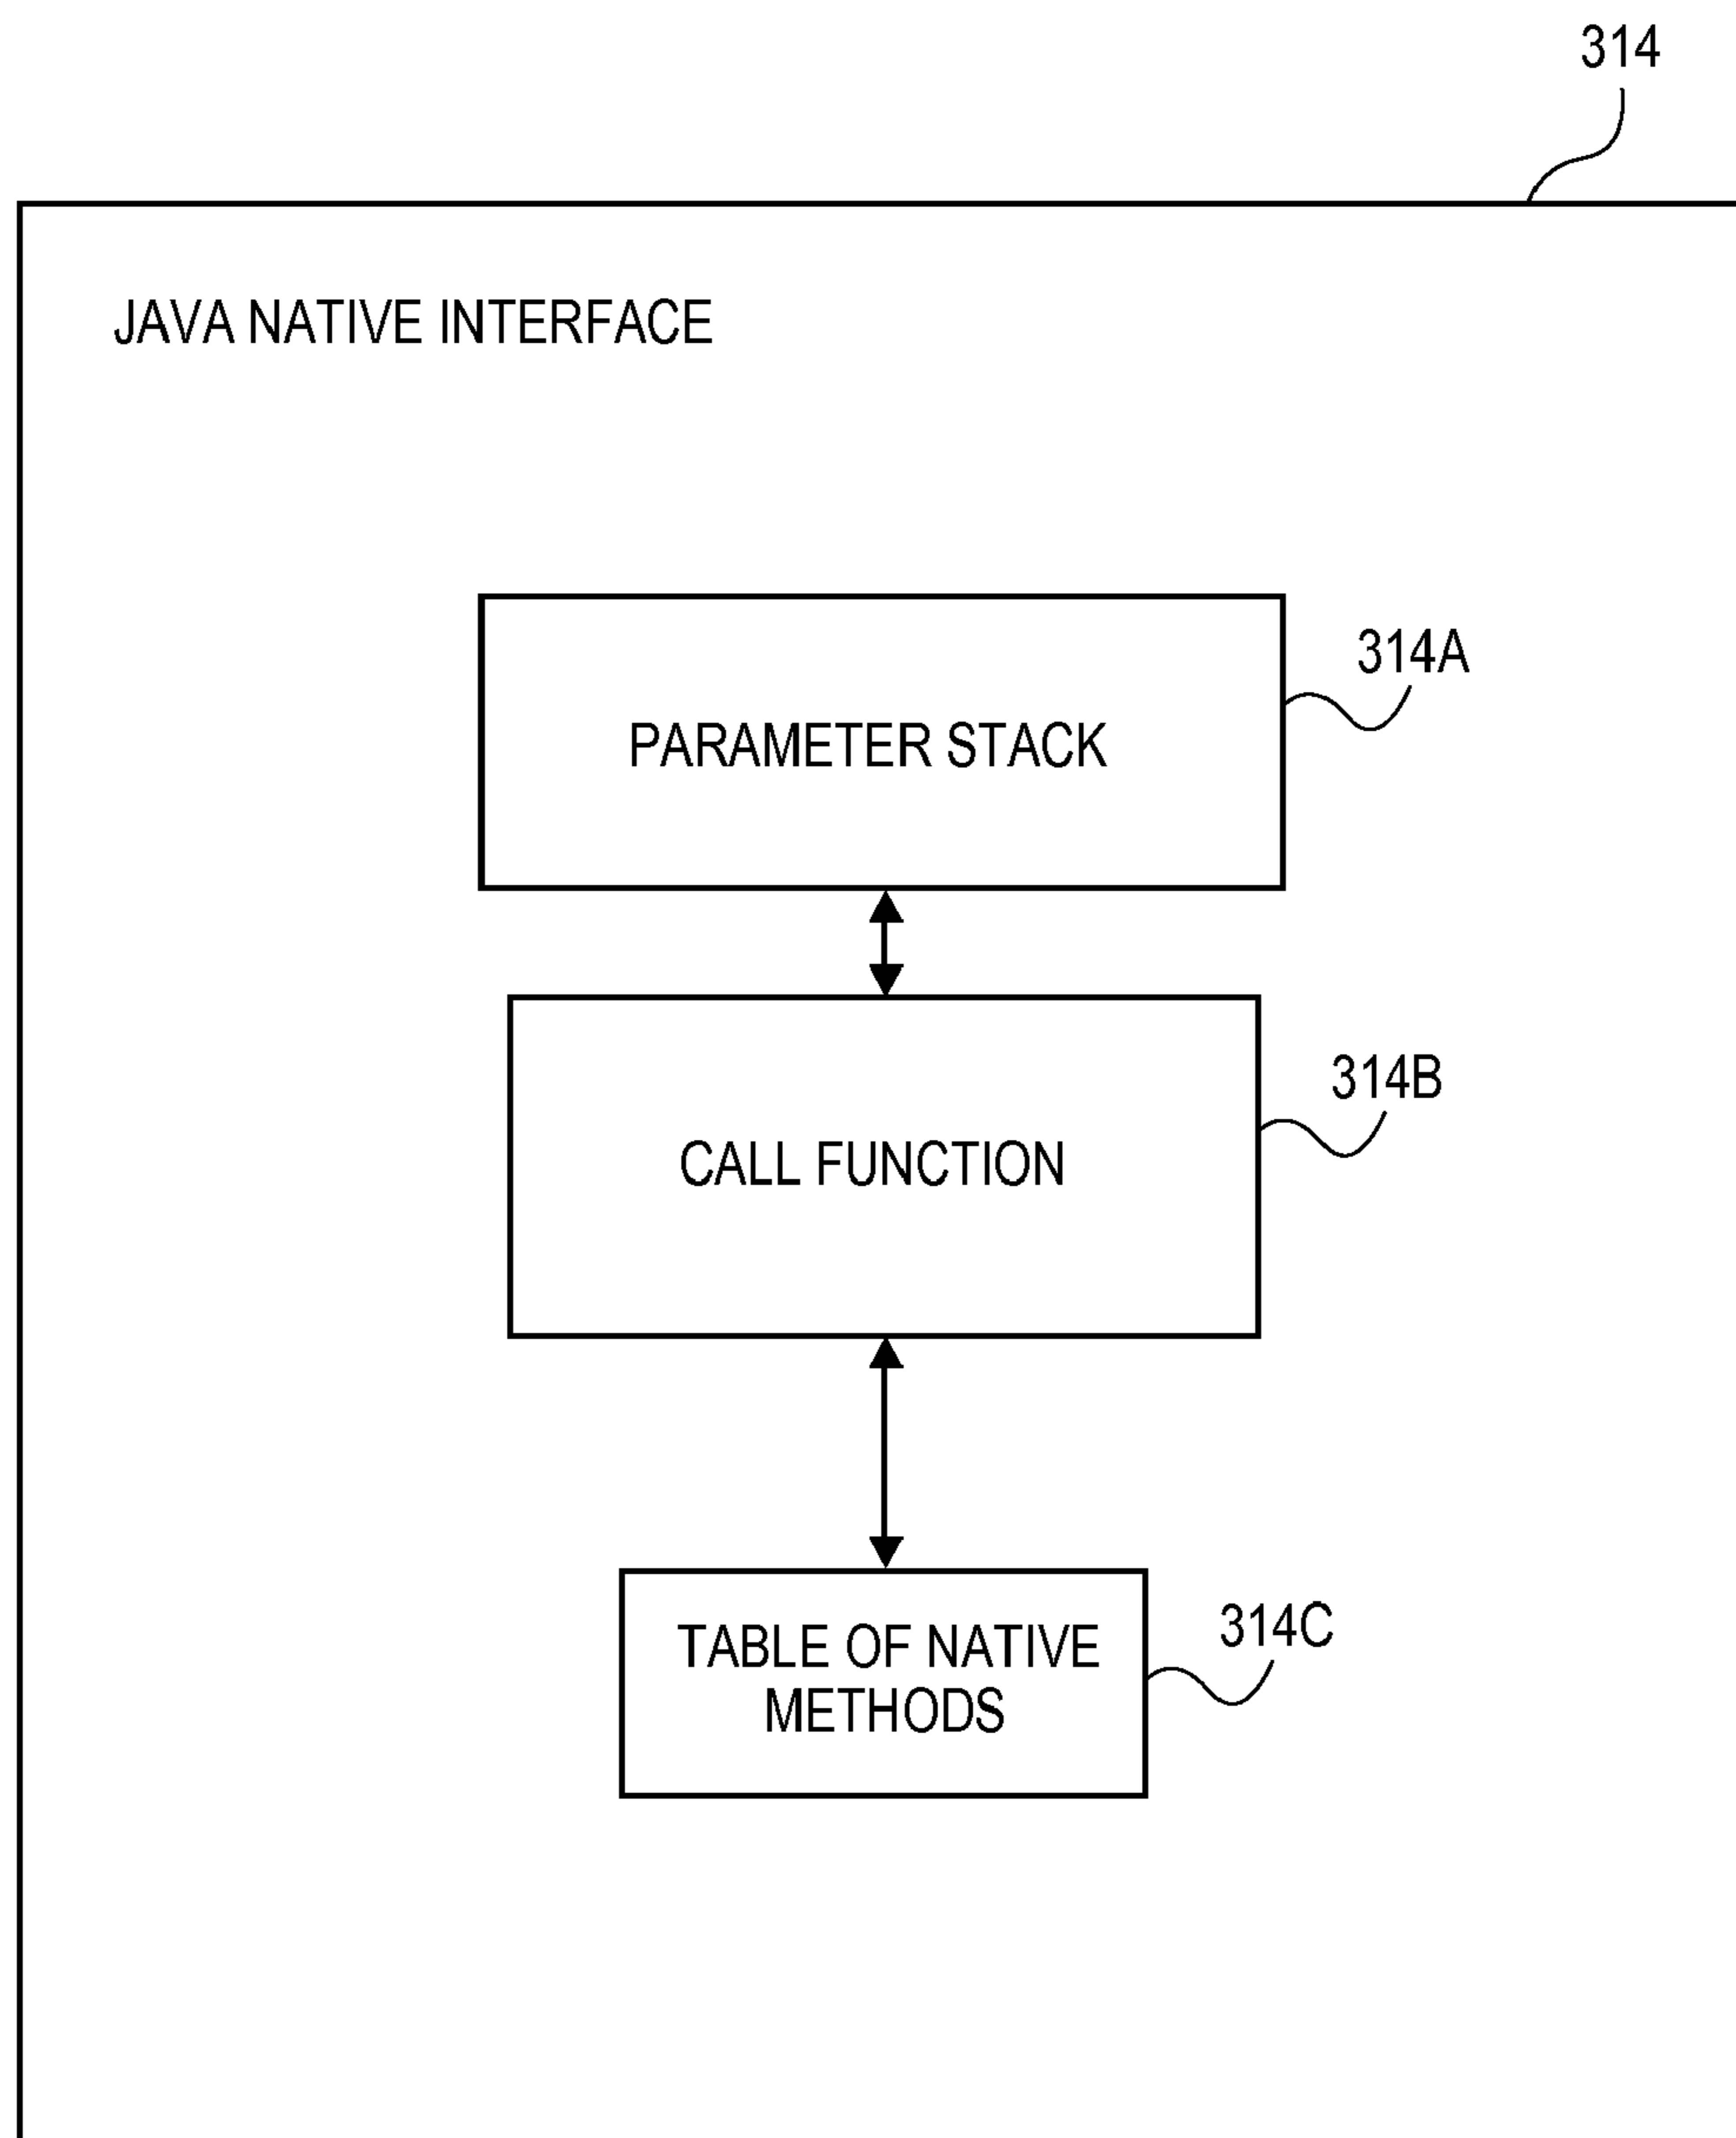 314
JAVA NATIVE INTERFACE
314A
PARAMETER STACK
314B
CALL FUNCTION
314C
TABLE OF NATIVE
METHODS